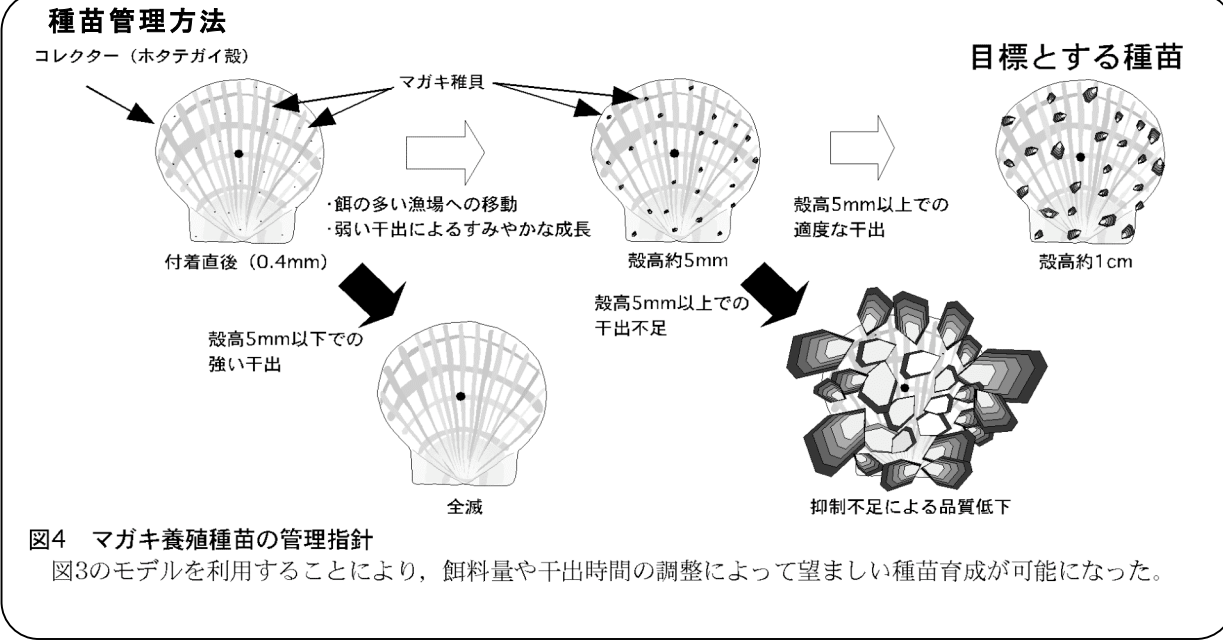 種苗管理方法
コレクター（ホタテガイ殻）
マガキ稚貝
目標とする種苗
・餌の多い漁場への移動
・弱い干出によるすみやかな成長
殻高5mm以上での
適度な干出
付着直後（0.4mm）
殻高約5mm
殻高約1cm
殻高5mm以下での
強い干出
殻高5mm以上での
干出不足
全滅
抑制不足による品質低下
図4　マガキ養殖種苗の管理指針
図3のモデルを利用することにより，餌料量や干出時間の調整によって望ましい種苗育成が可能になった。